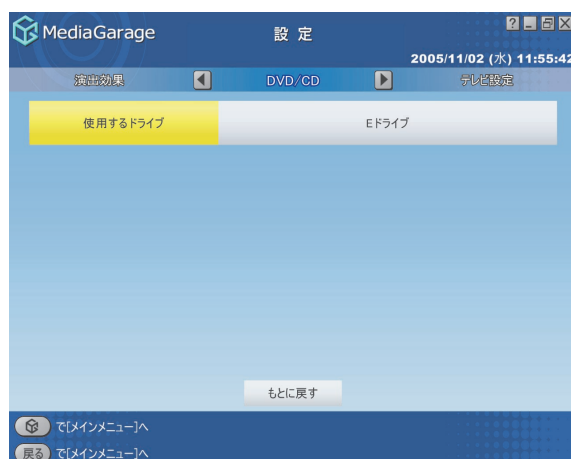 MediaGarage
設定
2005/11/02 (水) 11:55:42
演出効果 DVD/CD テレビ設定
使用するドライブ Eドライブ
もとに戻す
で[メインメニュー]へ
戻る で[メインメニュー]へ